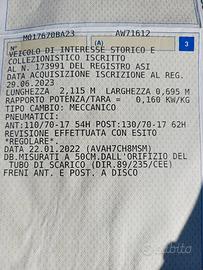 M017670BA23 AW71612
N° (A) 3
VEICOLO DI INTERESSE STORICO E
COLLEZIONISTICO ISCRITTO
AL N. 173991 DEL REGISTRO ASI
DATA ACQUISIZIONE ISCRIZIONE AL REG.
29.06.2023
LUNGHEZZA 2,115 M LARGHEZZA 0,695 M
RAPPORTO POTENZA/TARA = 0,160 KW/KG
TIPO CAMBIO: MECCANICO
PNEUMATICI:
ANT:110/70-17 54H POST:130/70-17 62H
REVISIONE EFFETTUATA CON ESITO
*REGOLARE*.
DATA 22.01.2022 (AVAH7CH8MSM)
DB.MISURATI A 50CM.DALL'ORIFIZIO DEL
TUBO DI SCARICO (DIR.89/235/CEE)
FRENI ANT. E POST. A DISCO
subito